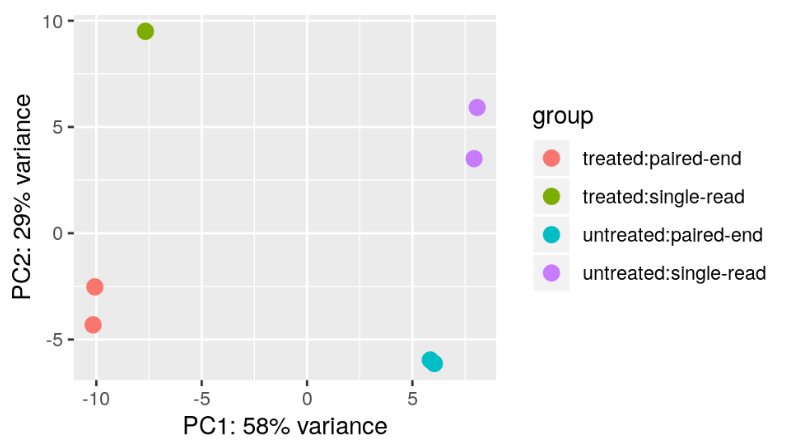 10
5
0
-5
-10
-5
0
5
PC2: 29% variance
PC1: 58% variance
group
treated:paired-end
treated:single-read
untreated:paired-end
untreated:single-read